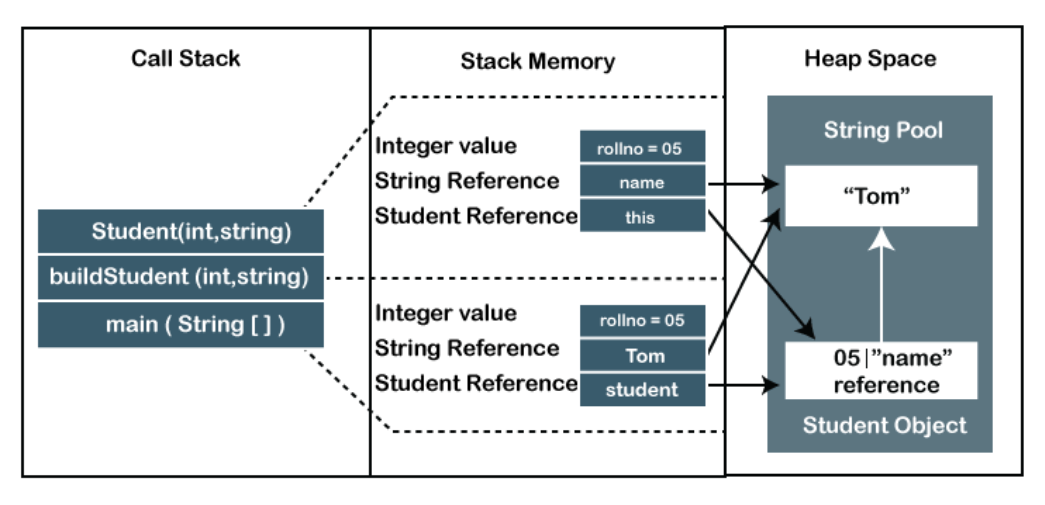 Call Stack
Student(int,string)
buildStudent (int,string)
main ( String [ ] )
Stack Memory
Integer value
rollno = 05
String Reference
name
Student Reference
this
Integer value
rollno = 05
String Reference
Tom
Student Reference
student
Heap Space
String Pool
“Tom”
05|”name”
reference
Student Object